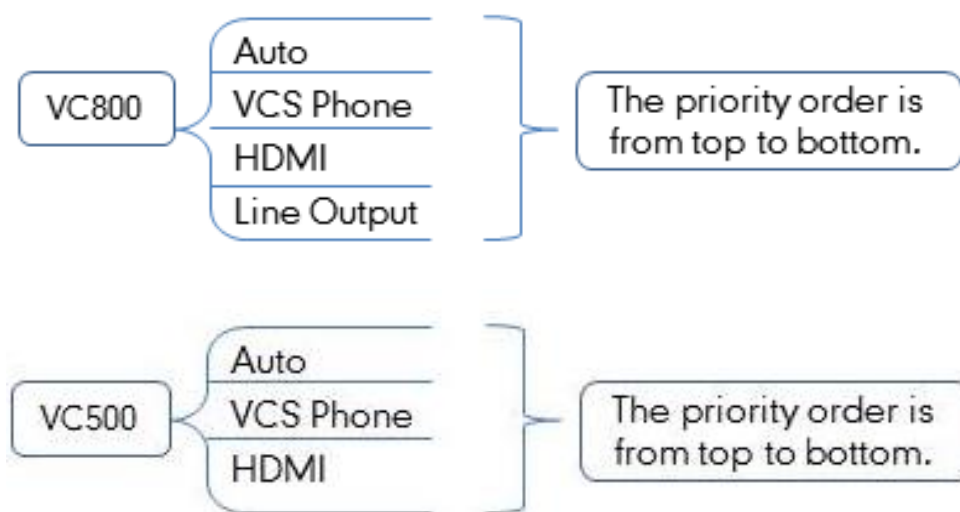 VC800
Auto
VCS Phone
HDMI
Line Output
The priority order is
from top to bottom.
VC500
Auto
VCS Phone
HDMI
The priority order is
from top to bottom.